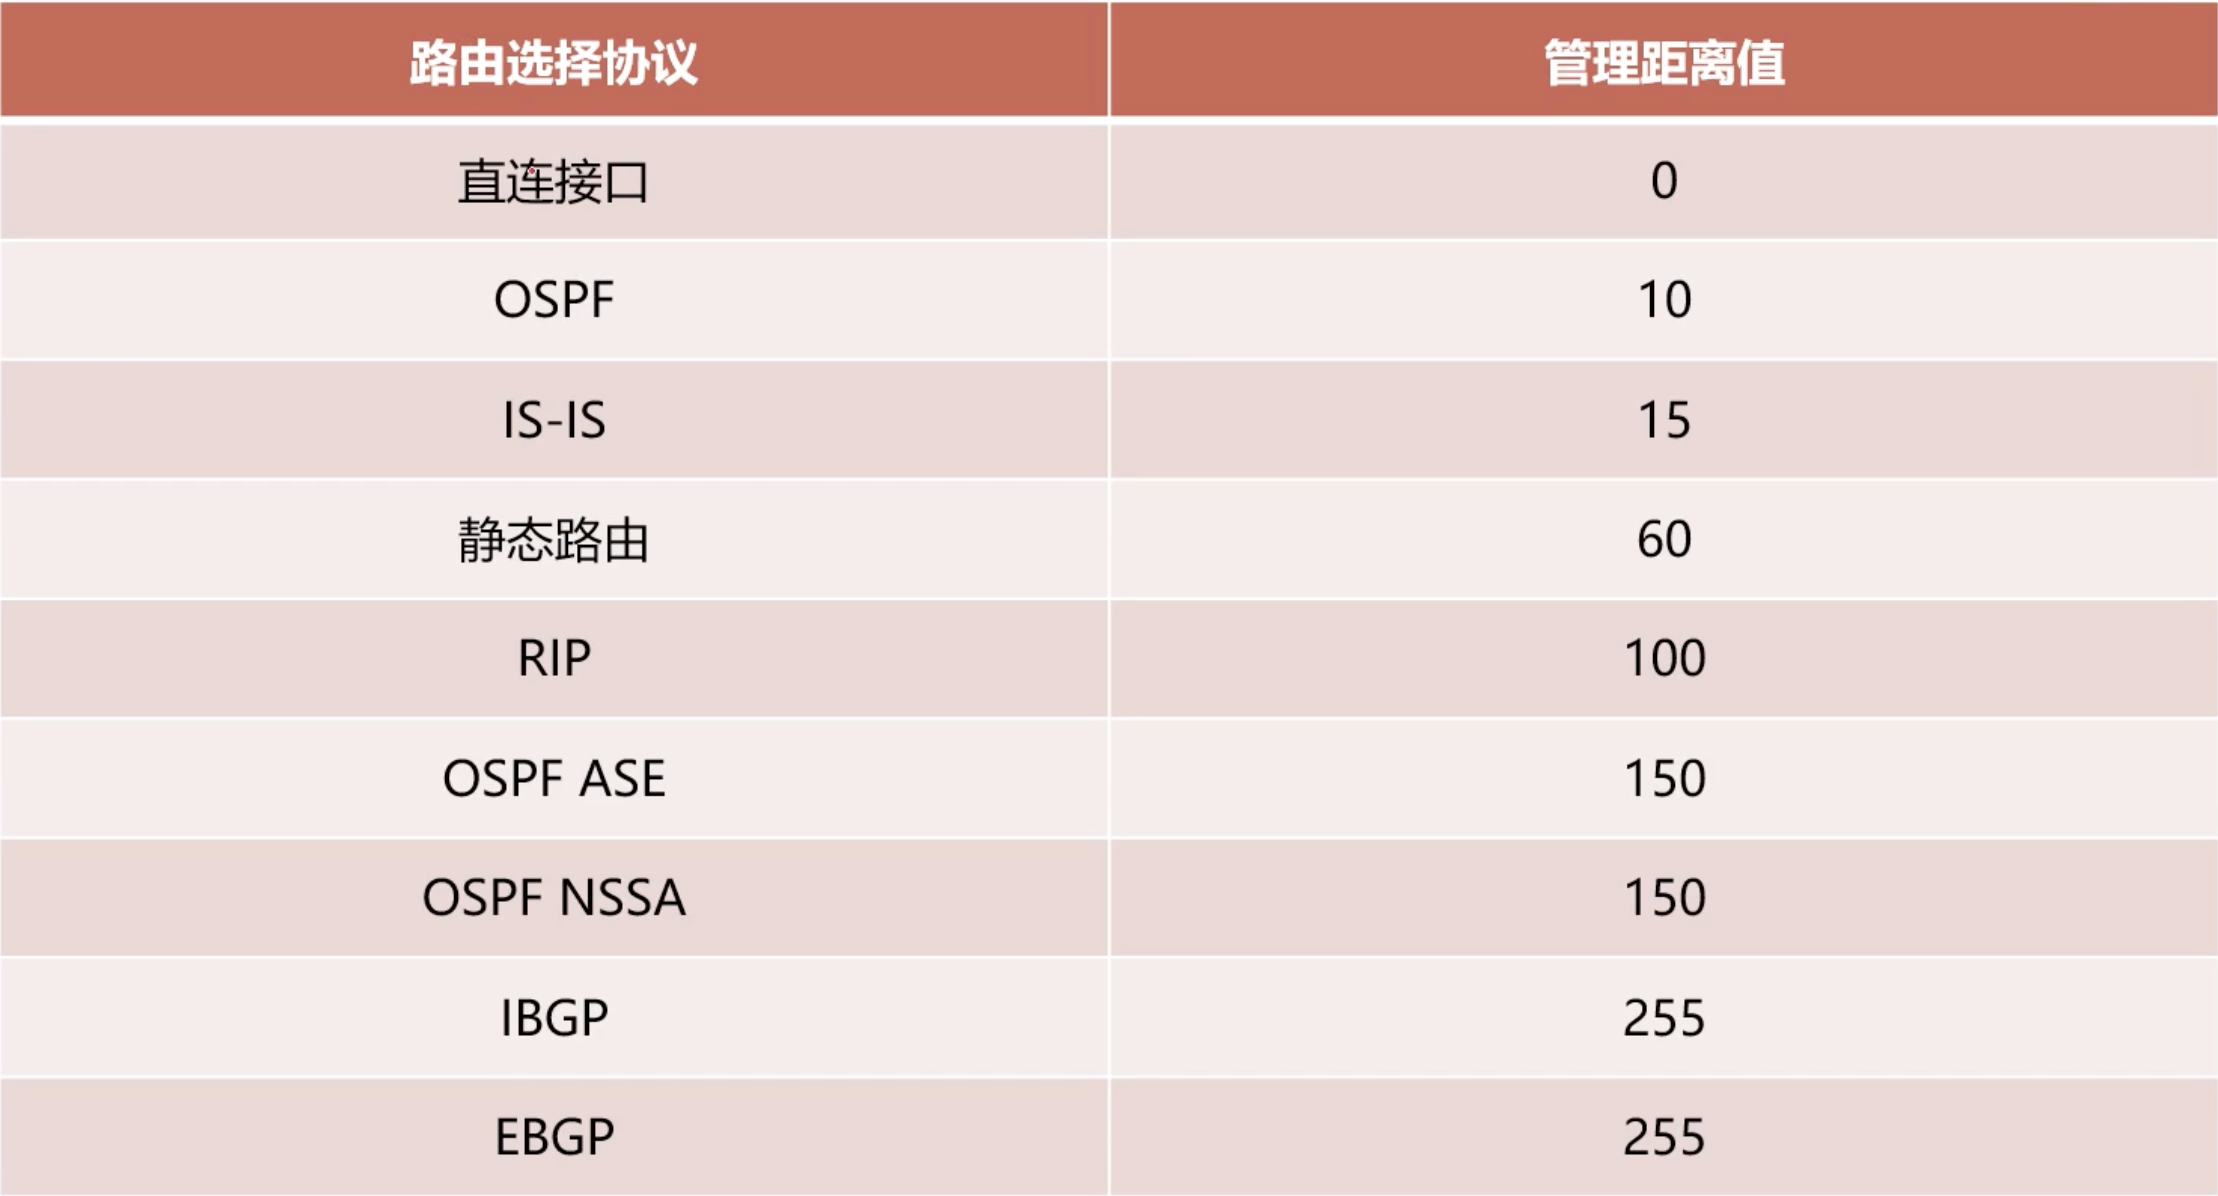 路由选择协议 管理距离值
直连接口 0
OSPF 10
IS-IS 15
静态路由 60
RIP 100
OSPF ASE 150
OSPF NSSA 150
IBGP 255
EBGP 255